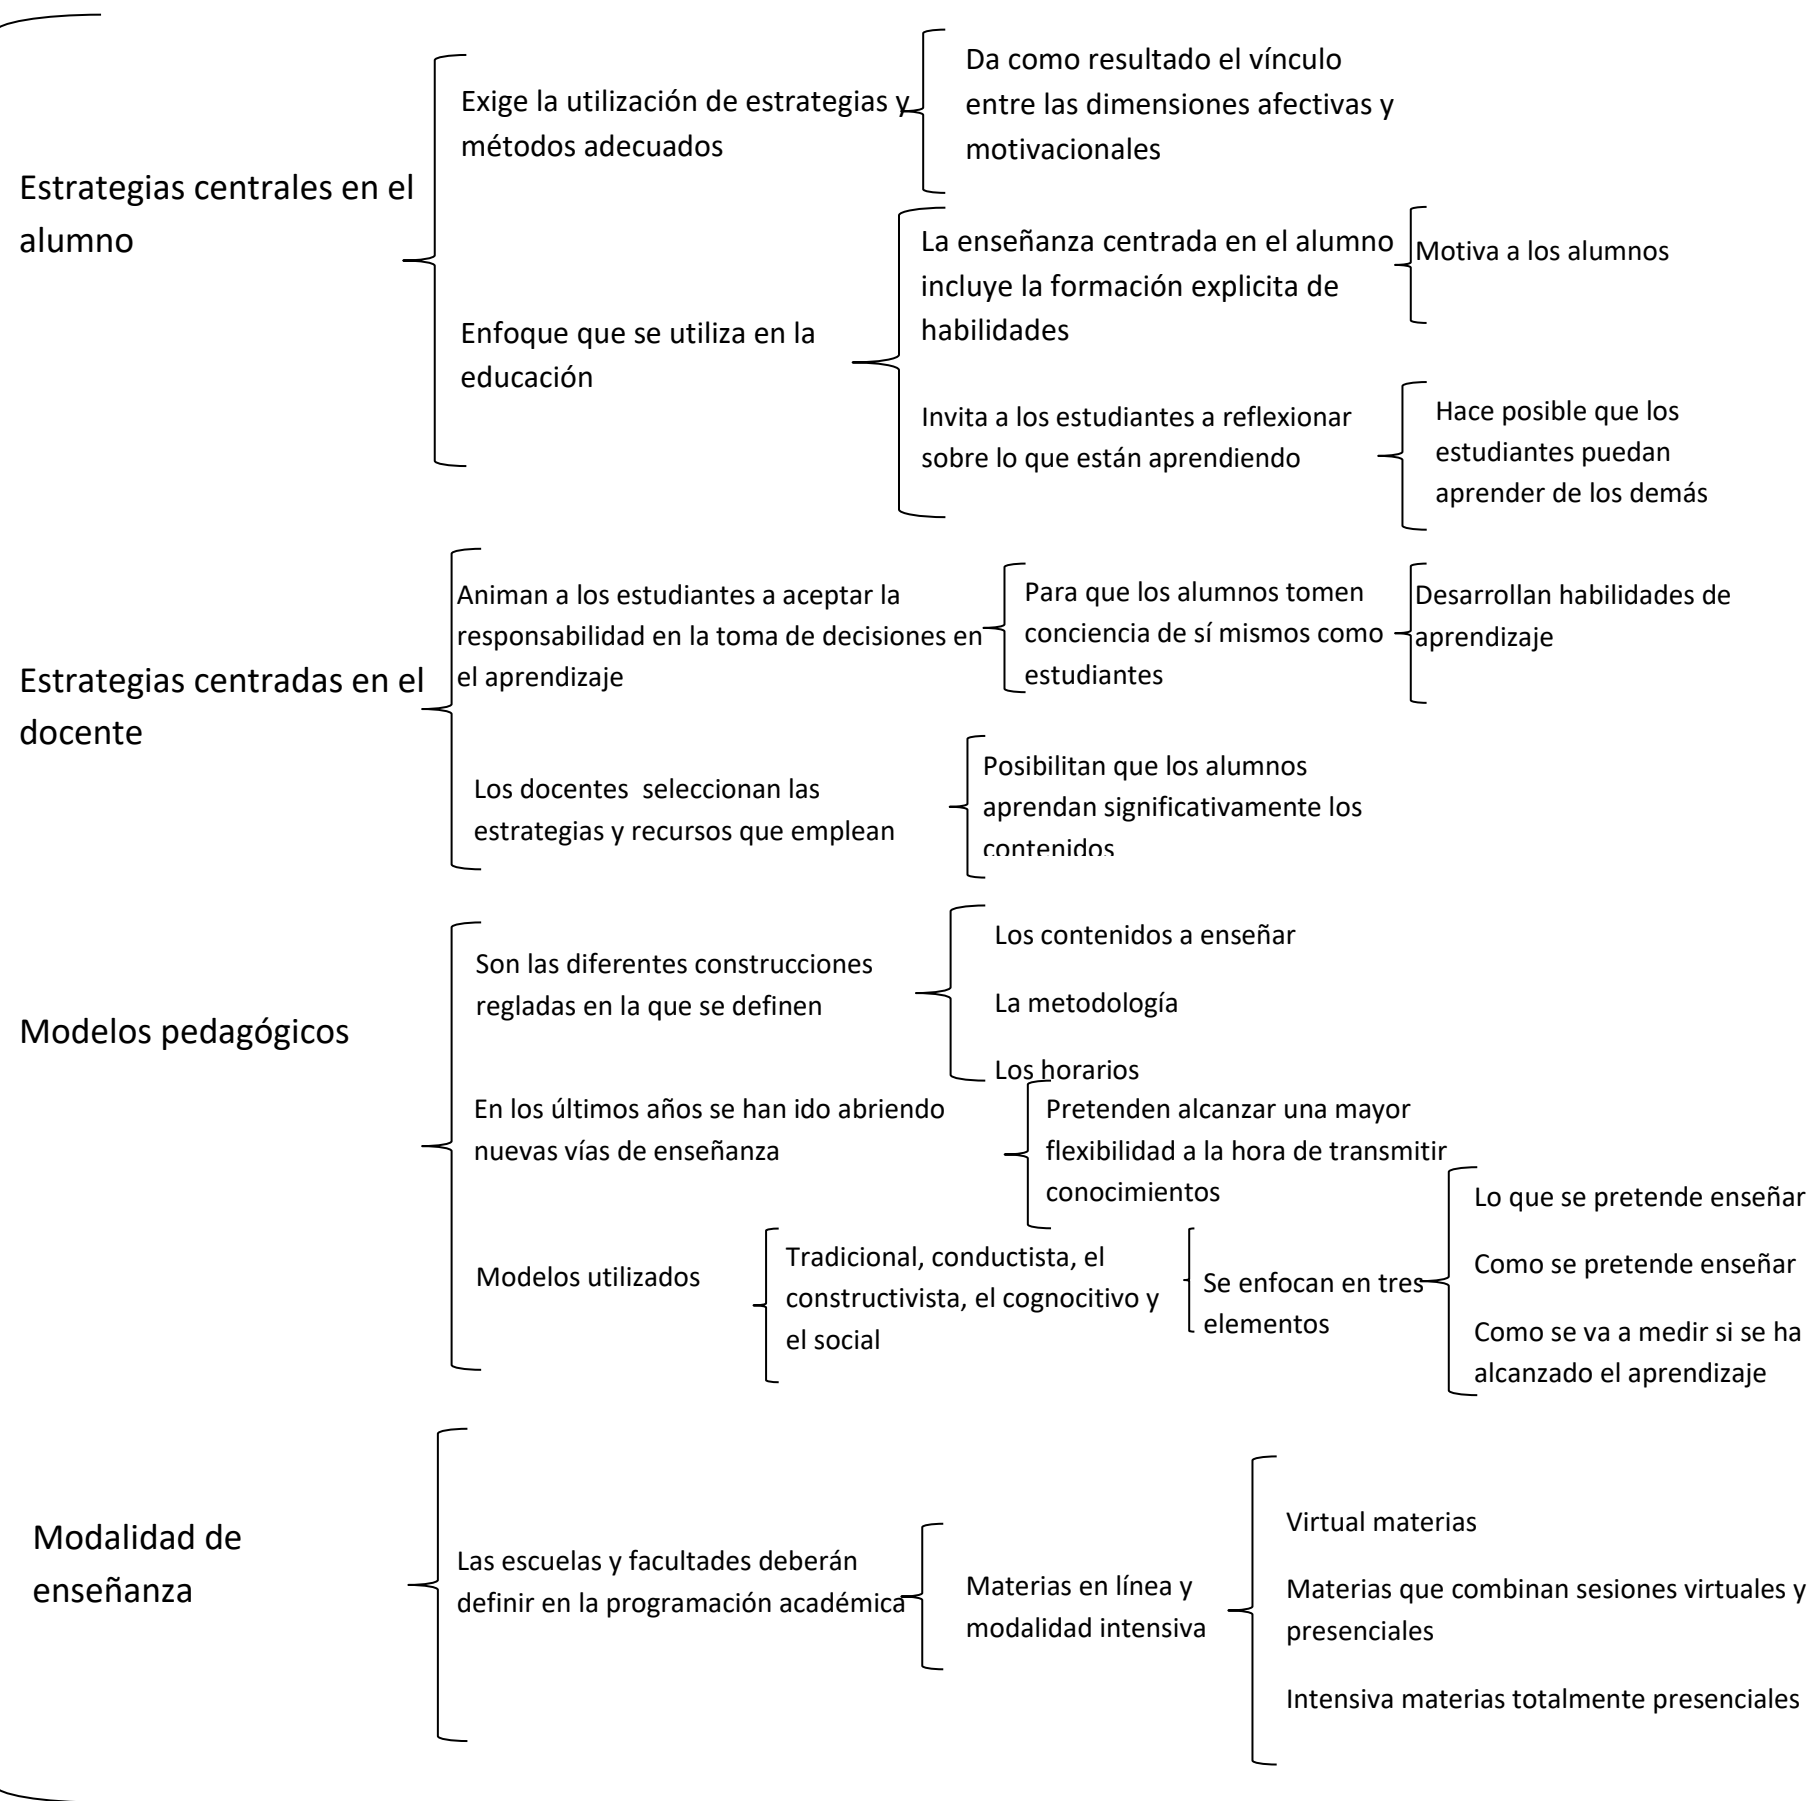 Estrategias centrales en el
alumno
Exige la utilización de estrategias y
métodos adecuados
Da como resultado el vínculo
entre las dimensiones afectivas y
motivacionales
Enfoque que se utiliza en la
educación
La enseñanza centrada en el alumno
incluye la formación explicita de
habilidades
Motiva a los alumnos
Invita a los estudiantes a reflexionar
sobre lo que están aprendiendo
Hace posible que los
estudiantes puedan
aprender de los demás
Estrategias centradas en el
docente
Animan a los estudiantes a aceptar la
responsabilidad en la toma de decisiones en
el aprendizaje
Para que los alumnos tomen
conciencia de sí mismos como
estudiantes
Desarrollan habilidades de
aprendizaje
Los docentes  seleccionan las
estrategias y recursos que emplean
Posibilitan que los alumnos
aprendan significativamente los
contenidos
Modelos pedagógicos
Son las diferentes construcciones
regladas en la que se definen
Los contenidos a enseñar
La metodología
Los horarios
En los últimos años se han ido abriendo
nuevas vías de enseñanza
Pretenden alcanzar una mayor
flexibilidad a la hora de transmitir
conocimientos
Modelos utilizados
Tradicional, conductista, el
constructivista, el cognocitivo y
el social
Se enfocan en tres
elementos
Lo que se pretende enseñar
Como se pretende enseñar
Como se va a medir si se ha
alcanzado el aprendizaje
Modalidad de
enseñanza
Las escuelas y facultades deberán
definir en la programación académica
Materias en línea y
modalidad intensiva
Virtual materias
Materias que combinan sesiones virtuales y
presenciales
Intensiva materias totalmente presenciales